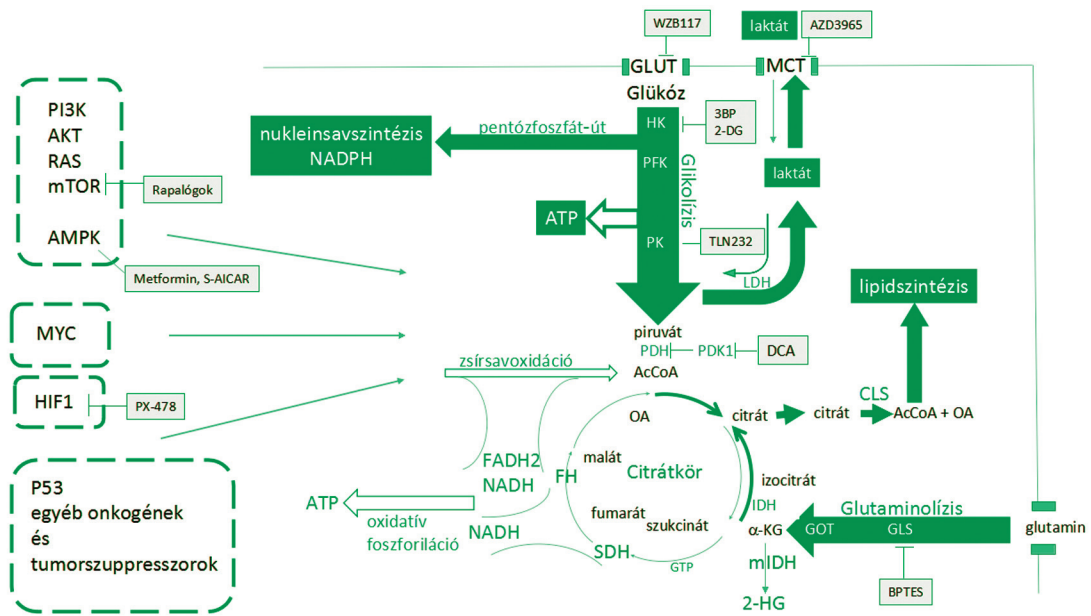 WZB117
laktát
AZD3965
GLUT
MCT
Glükóz
PI3K
AKT
RAS
mTOR
AMPK
Rapalógok
Metformin, S-AICAR
nukleinsavszintézis
NADPH
pentózfoszfát-út
HK
PFK
PK
Glikolízis
3BP
2-DG
ATP
TLN232
laktát
LDH
lipidszintézis
MYC
HIF1
PX-478
piruvát
PDH
PDK1
DCA
zsírsavoxidáció
AcCoA
OA
citrát
citrát
CLS
AcCoA + OA
P53
egyéb onkogének
és
tumorszuppresszorok
FADH2
NADH
FH
malát
Citrátkör
izocitrát
IDH
ATP
oxidatív
foszforiláció
NADH
fumarát
szukcinát
α-KG
GOT
GLS
Glutaminolízis
glutamin
SDH
GTP
mIDH
BPTES
2-HG